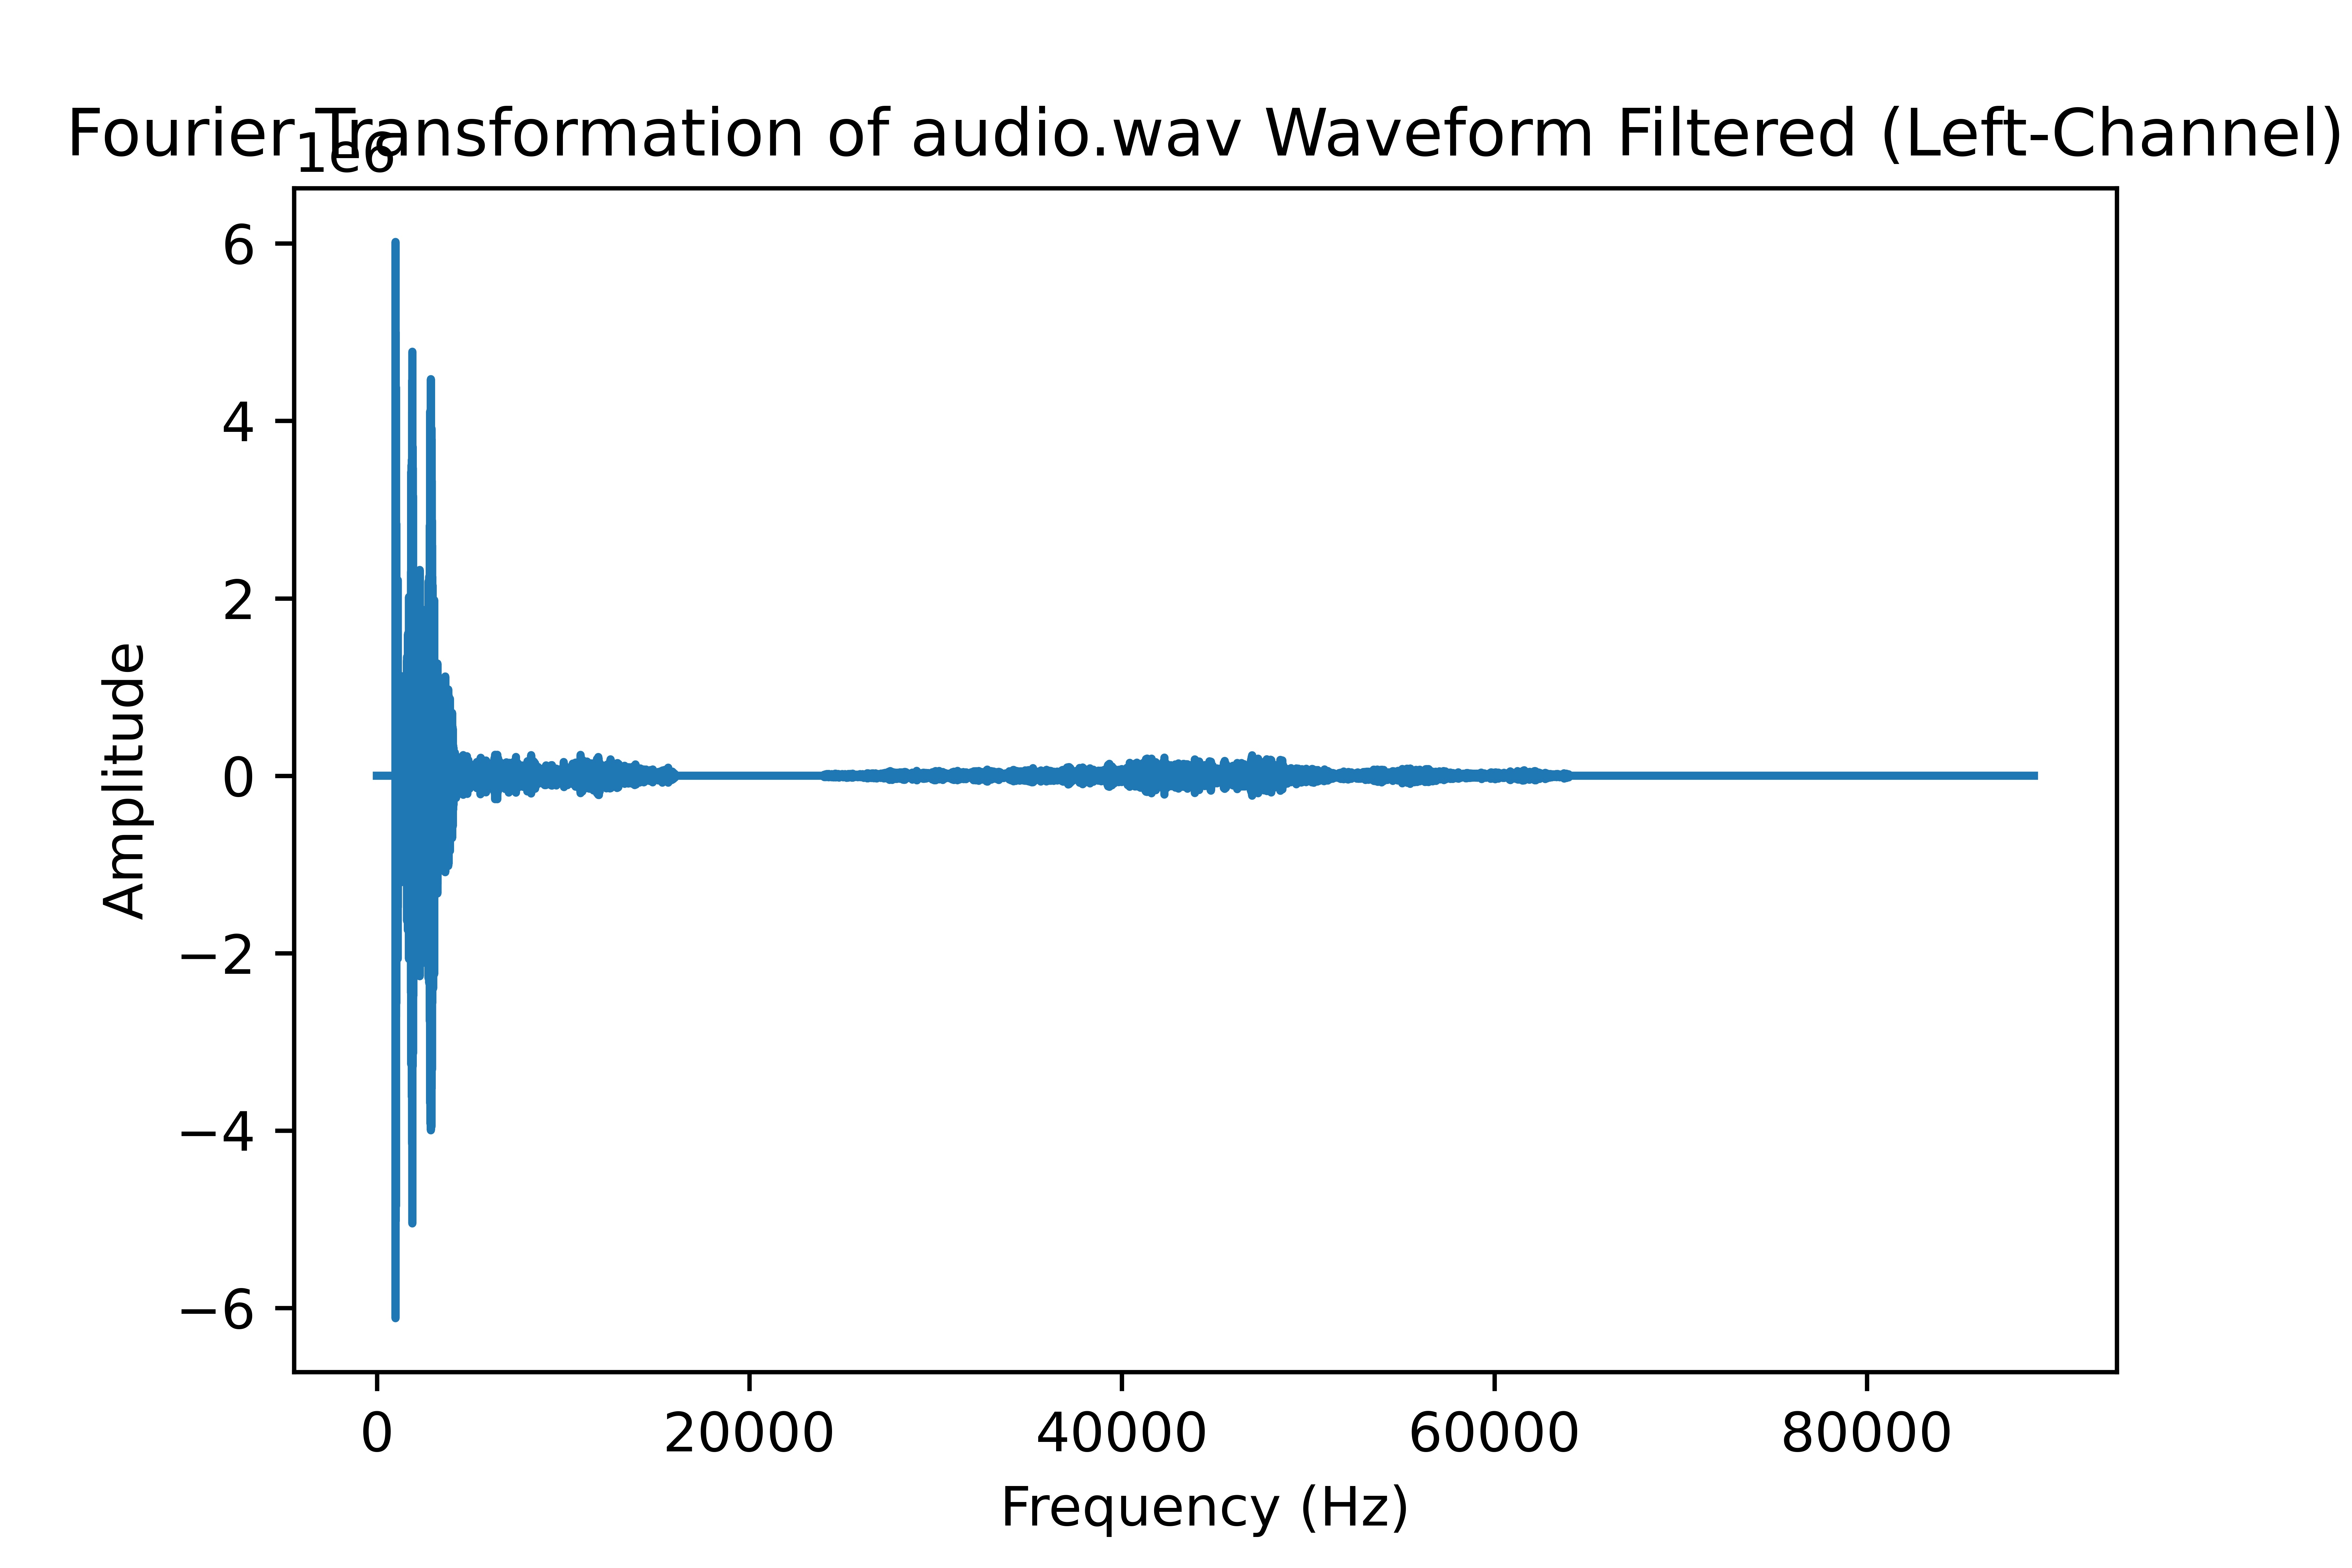 Fourier Transformation of audio.wav Waveform Filtered (Left-Channel)
1e6
6
4
2
0
−2
−4
−6
Amplitude
0 20000 40000 60000 80000
Frequency (Hz)